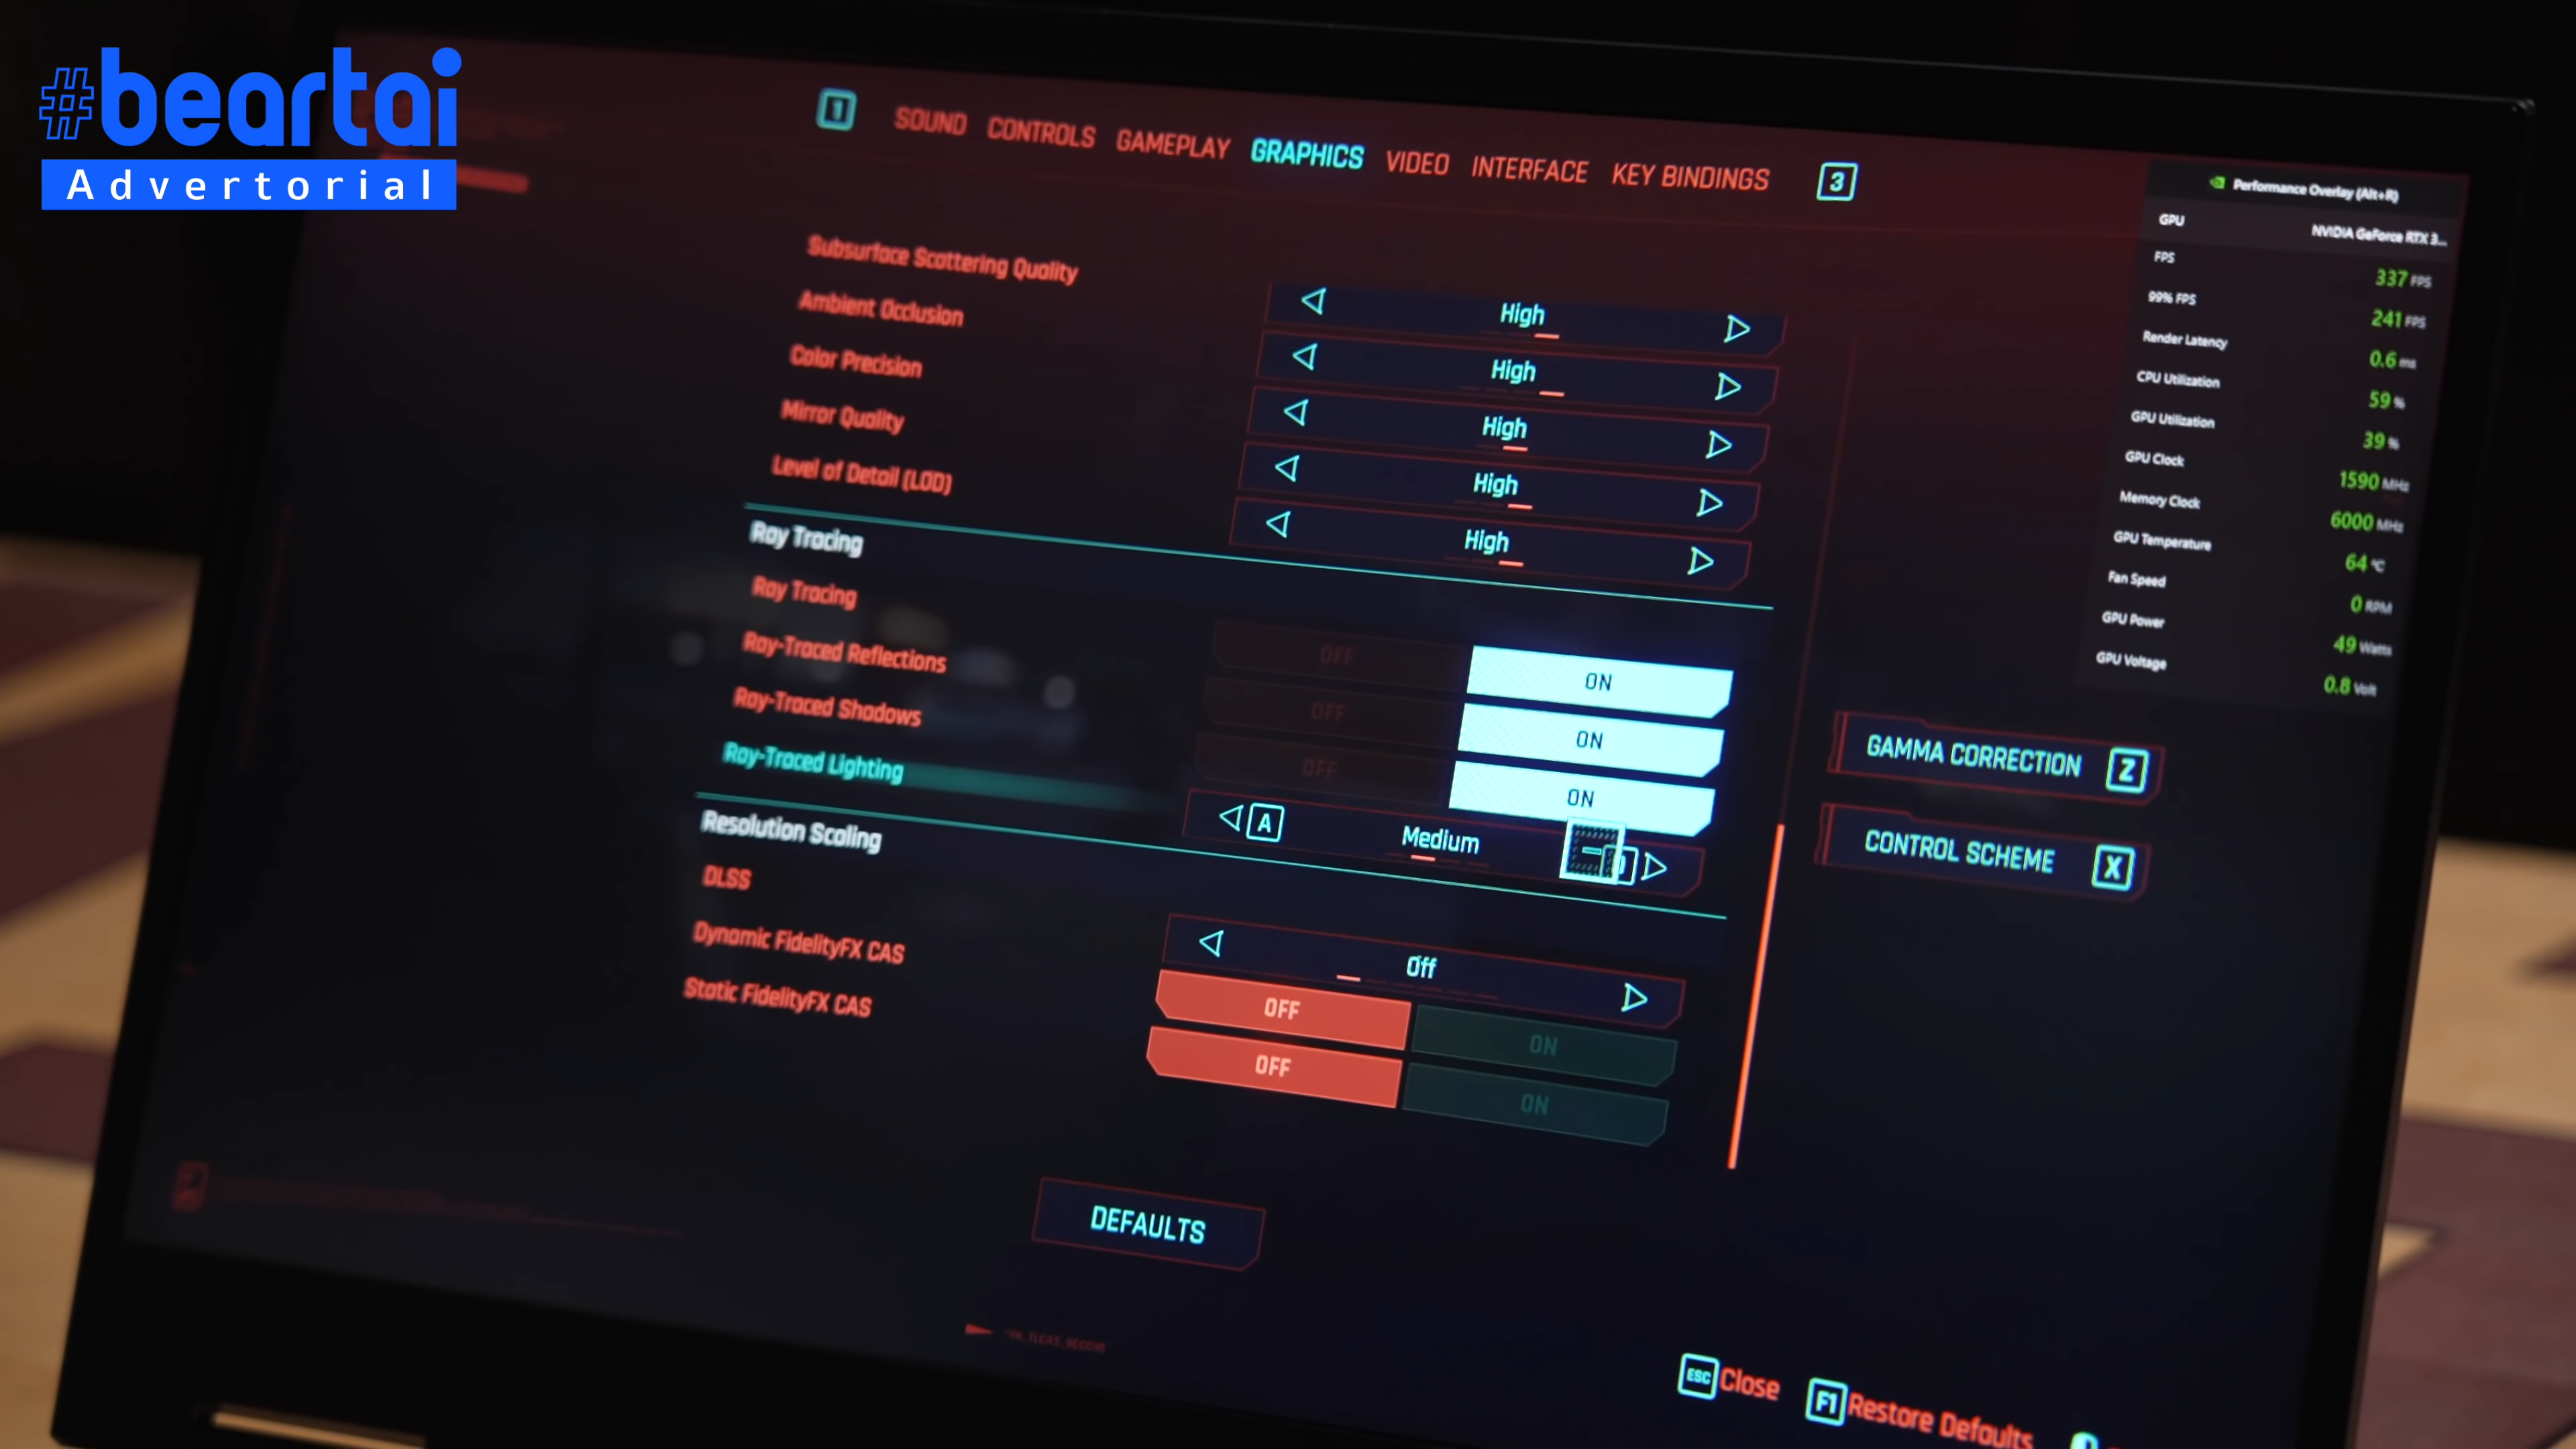 #beartai
Advertorial
1 SOUND CONTROLS GAMEPLAY GRAPHICS VIDEO INTERFACE KEY BINDINGS 3
Subsurface Scattering Quality High
Ambient Occlusion High
Color Precision High
Mirror Quality High
Level of Detail (LOD) High
Ray Tracing
Ray Tracing OFF ON
Ray-Traced Reflections OFF ON
Ray-Traced Shadows OFF ON
Ray-Traced Lighting A Medium
Resolution Scaling
DLSS Off
Dynamic FidelityFX CAS OFF ON
Static FidelityFX CAS OFF ON
DEFAULTS
Performance Overlay (Alt+R)
GPU NVIDIA GeForce RTX 3...
FPS 337 FPS
99% FPS 241 FPS
Render Latency 0.6 ms
CPU Utilization 59 %
GPU Utilization 39 %
GPU Clock 1590 MHz
Memory Clock 6000 MHz
GPU Temperature 64 °C
Fan Speed 0 RPM
GPU Power 49 Watts
GPU Voltage 0.8 Volt
GAMMA CORRECTION Z
CONTROL SCHEME X
ESC Close F1 Restore Defaults